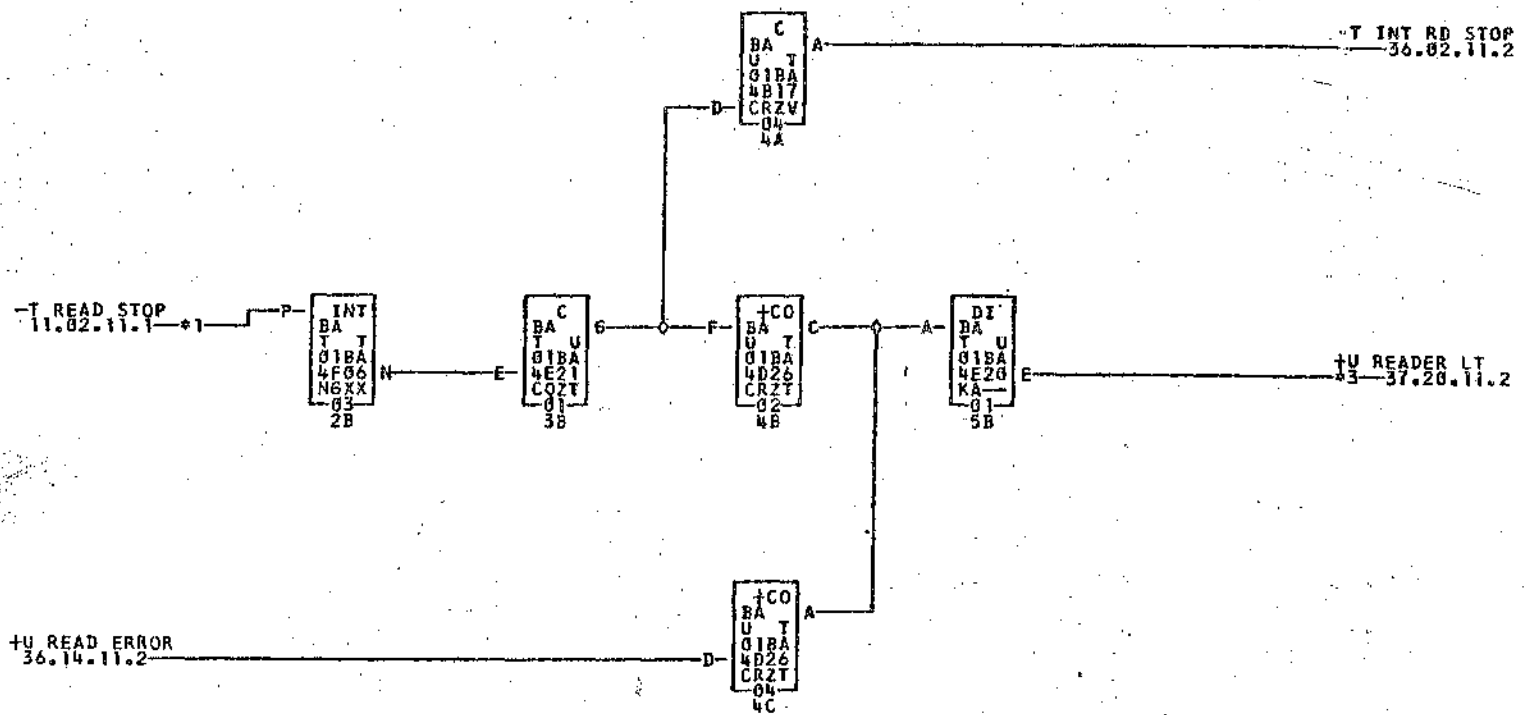 C
BA A
U T
01BA
4B17
D CRZV
04
4A
-T INT RD STOP
36.02.11.2
-T READ STOP
11.02.11.1 *1 P
INT
BA
T T
01BA
4F06 N
N6XX
03
2B
C
BA G
T U
01BA
E 4E21
CQZT
01
3B
+CO
F BA C
U T
01BA
4D26
CRZT
02
4B
DI
A BA
T U
01BA
4E20 E
KA--
01
5B
+U READER LT
*3 37.20.11.2
+U READ ERROR
36.14.11.2
+CO
BA A
U T
01BA
D 4D26
CRZT
04
4C